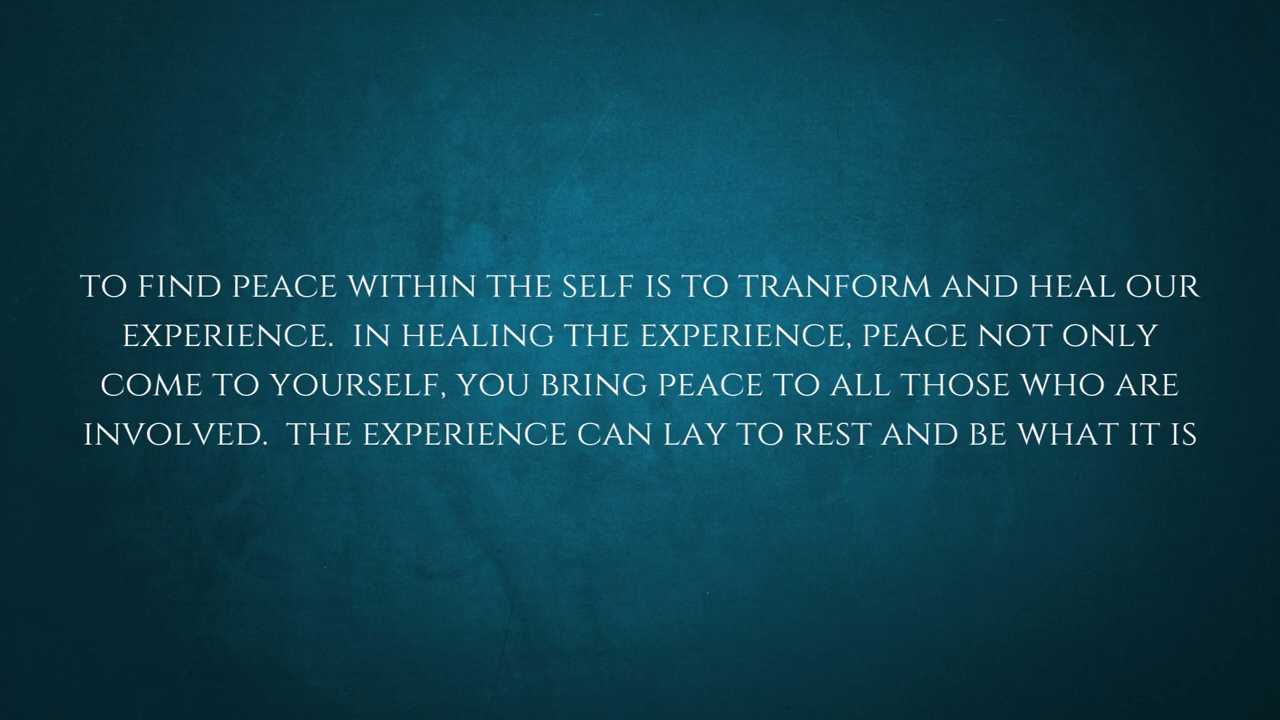 TO FIND PEACE WITHIN THE SELF IS TO TRANFORM AND HEAL OUR
EXPERIENCE.  IN HEALING THE EXPERIENCE, PEACE NOT ONLY
COME TO YOURSELF, YOU BRING PEACE TO ALL THOSE WHO ARE
INVOLVED.  THE EXPERIENCE CAN LAY TO REST AND BE WHAT IT IS